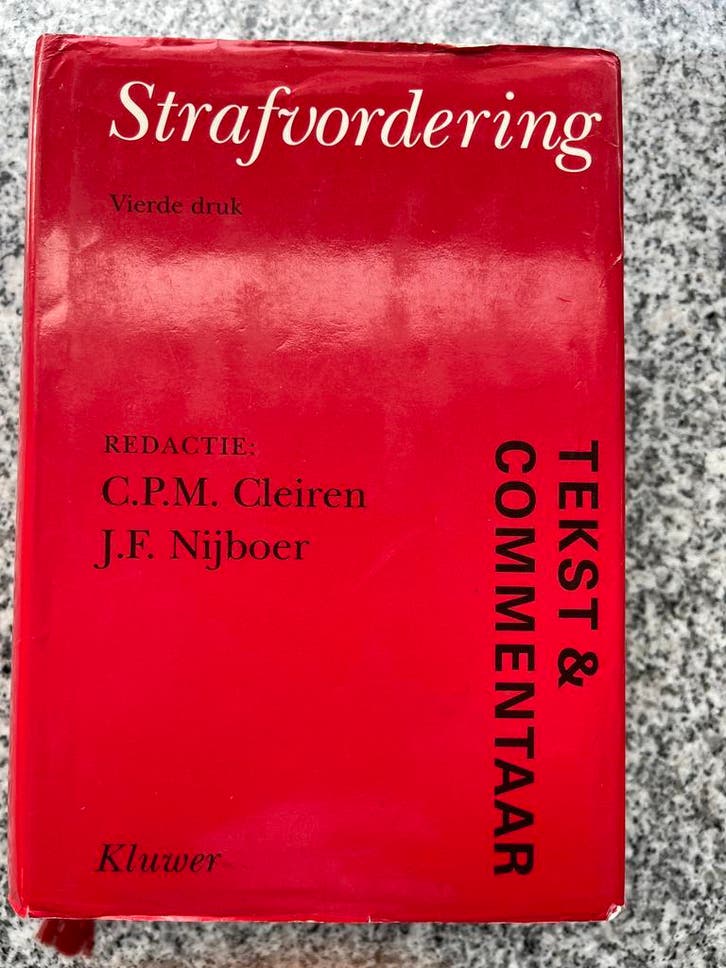 Strafvordering
Vierde druk
REDACTIE:
C.P.M. Cleiren
J.F. Nijboer
TEKST &
COMMENTAAR
Kluwer